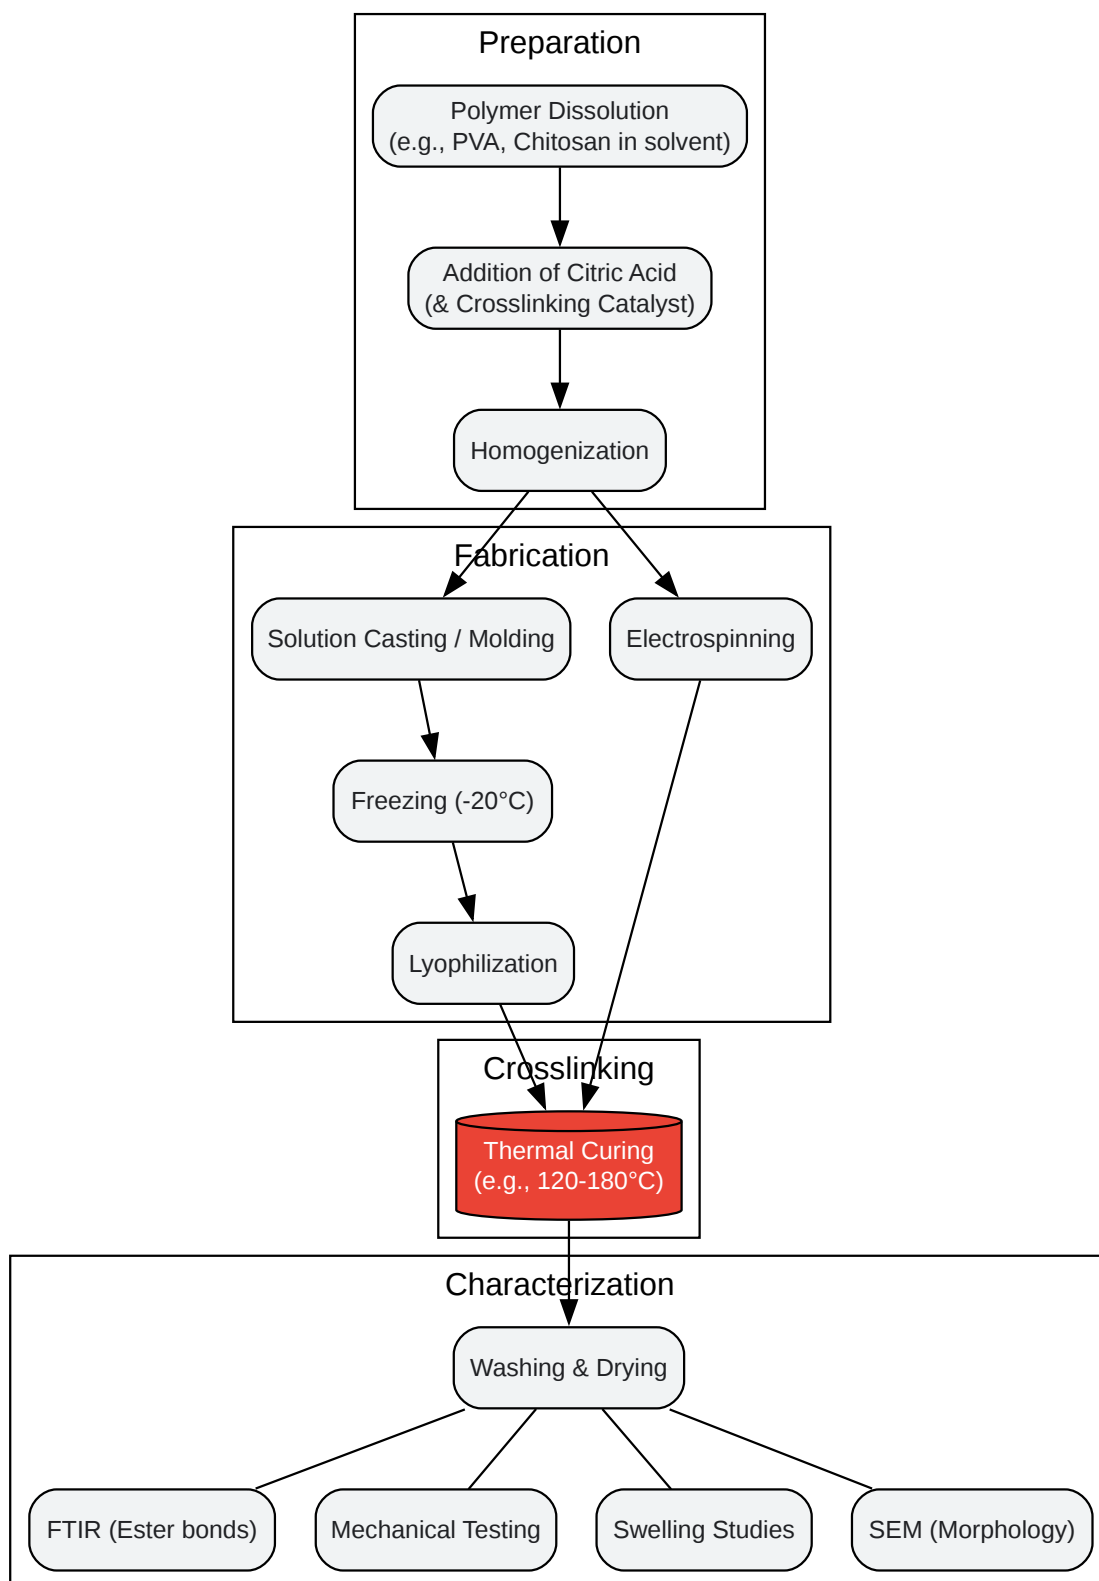 Preparation
Polymer Dissolution
(e.g., PVA, Chitosan in solvent)
Addition of Citric Acid
(& Crosslinking Catalyst)
Homogenization
Fabrication
Solution Casting / Molding
Electrospinning
Freezing (-20°C)
Lyophilization
Crosslinking
Thermal Curing
(e.g., 120-180°C)
Characterization
Washing & Drying
FTIR (Ester bonds)
Mechanical Testing
Swelling Studies
SEM (Morphology)